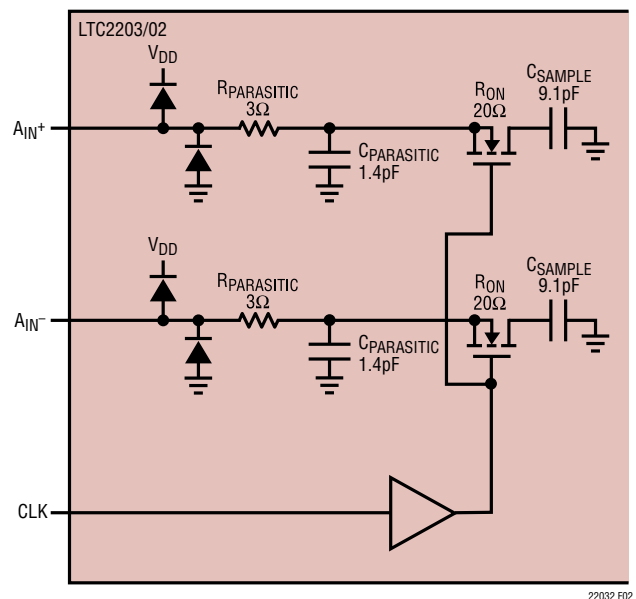 LTC2203/02
VDD
RPARASITIC
3Ω
RON
20Ω
CSAMPLE
9.1pF
AIN+
CPARASITIC
1.4pF
VDD
RPARASITIC
3Ω
RON
20Ω
CSAMPLE
9.1pF
AIN–
CPARASITIC
1.4pF
CLK
22032 F02